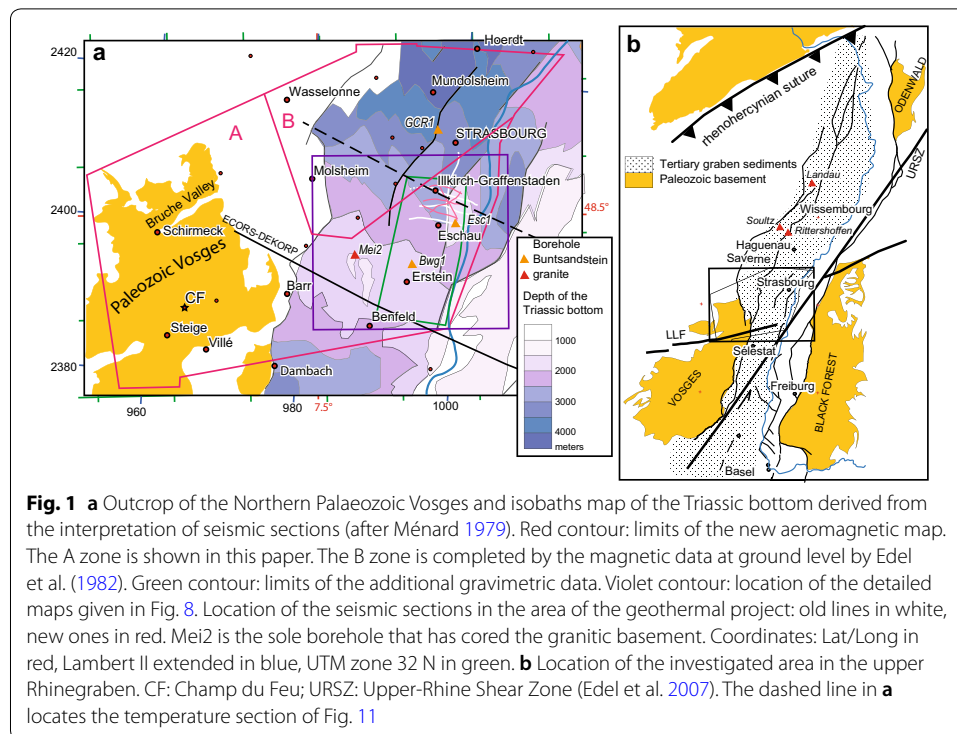 a
2420
2400
2380
960
980
7.5°
1000
48.5°
Hoerdt
Mundolsheim
Wasselonne
GCR1
STRASBOURG
A
B
Molsheim
Illkirch-Graffenstaden
Bruche Valley
Schirmeck
ECORS-DEKORP
Esc1
Eschau
Mei2
Bwg1
Erstein
Paleozoic Vosges
CF
Barr
Benfeld
Steige
Villé
Dambach
Borehole
Buntsandstein
granite
Depth of the
Triassic bottom
1000
2000
3000
4000
meters
b
rhenohercynian suture
ODENWALD
URSZ
Tertiary graben sediments
Paleozoic basement
Landau
Wissembourg
Soultz
Rittershoffen
Haguenau
Saverne
Strasbourg
LLF
Sélestat
VOSGES
Freiburg
BLACK FOREST
Basel
Fig. 1 a Outcrop of the Northern Palaeozoic Vosges and isobaths map of the Triassic bottom derived from
the interpretation of seismic sections (after Ménard 1979). Red contour: limits of the new aeromagnetic map.
The A zone is shown in this paper. The B zone is completed by the magnetic data at ground level by Edel
et al. (1982). Green contour: limits of the additional gravimetric data. Violet contour: location of the detailed
maps given in Fig. 8. Location of the seismic sections in the area of the geothermal project: old lines in white,
new ones in red. Mei2 is the sole borehole that has cored the granitic basement. Coordinates: Lat/Long in
red, Lambert II extended in blue, UTM zone 32 N in green. b Location of the investigated area in the upper
Rhinegraben. CF: Champ du Feu; URSZ: Upper-Rhine Shear Zone (Edel et al. 2007). The dashed line in a
locates the temperature section of Fig. 11